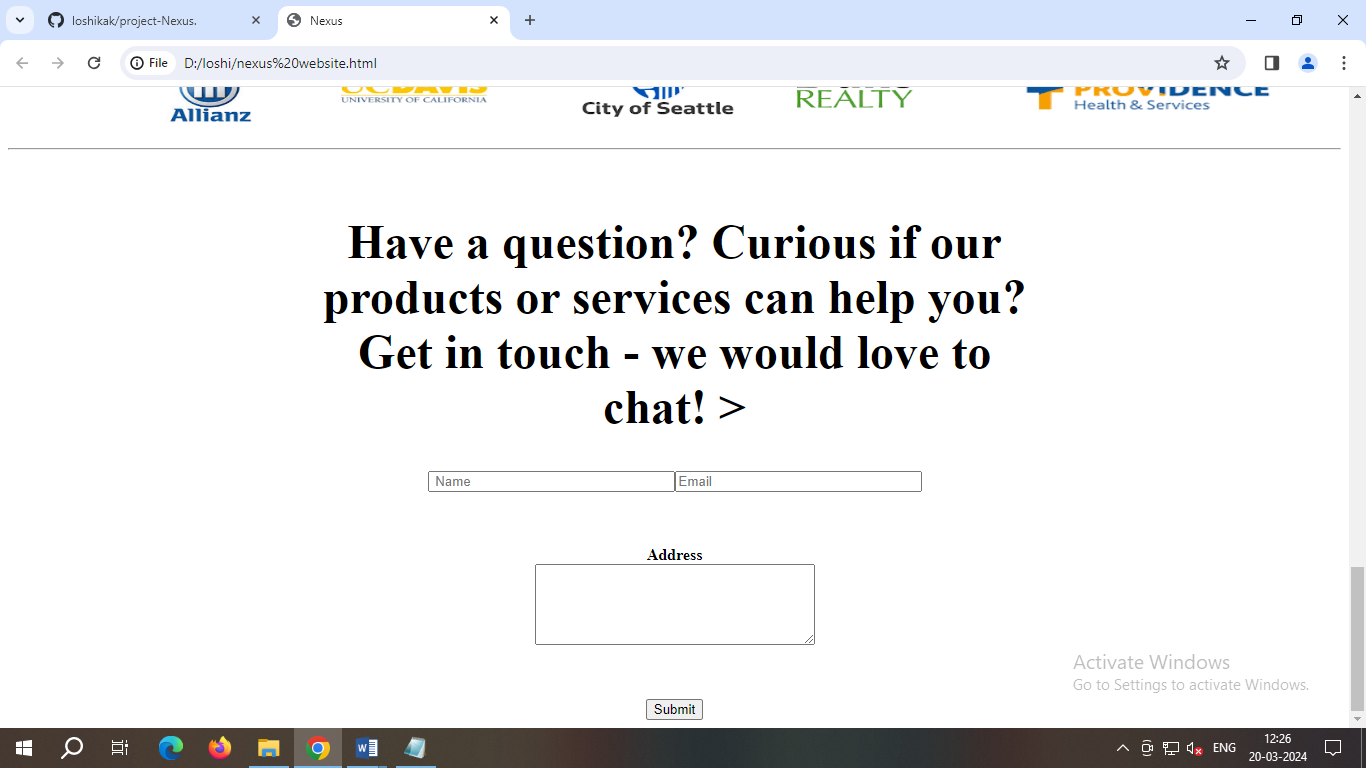 loshikak/project-Nexus.
Nexus
File
D:/loshi/nexus%20website.html
Allianz
UC DAVIS
UNIVERSITY OF CALIFORNIA
City of Seattle
REALTY
PROVIDENCE
Health & Services
Have a question? Curious if our
products or services can help you?
Get in touch - we would love to
chat! >
Name
Email
Address
Submit
Activate Windows
Go to Settings to activate Windows.
ENG
12:26
20-03-2024